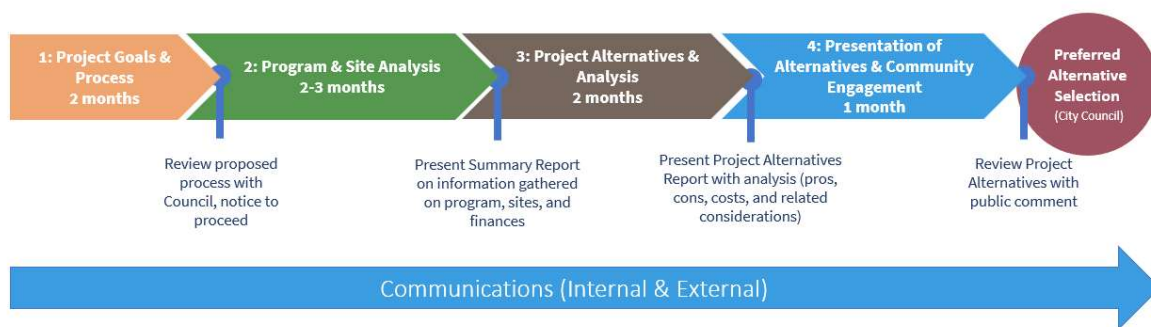 1: Project Goals &
Process
2 months
2: Program & Site Analysis
2-3 months
3: Project Alternatives &
Analysis
2 months
4: Presentation of
Alternatives & Community
Engagement
1 month
Preferred
Alternative
Selection
(City Council)
Review proposed
process with
Council, notice to
proceed
Present Summary Report
on information gathered
on program, sites, and
finances
Present Project Alternatives
Report with analysis (pros,
cons, costs, and related
considerations)
Review Project
Alternatives with
public comment
Communications (Internal & External)